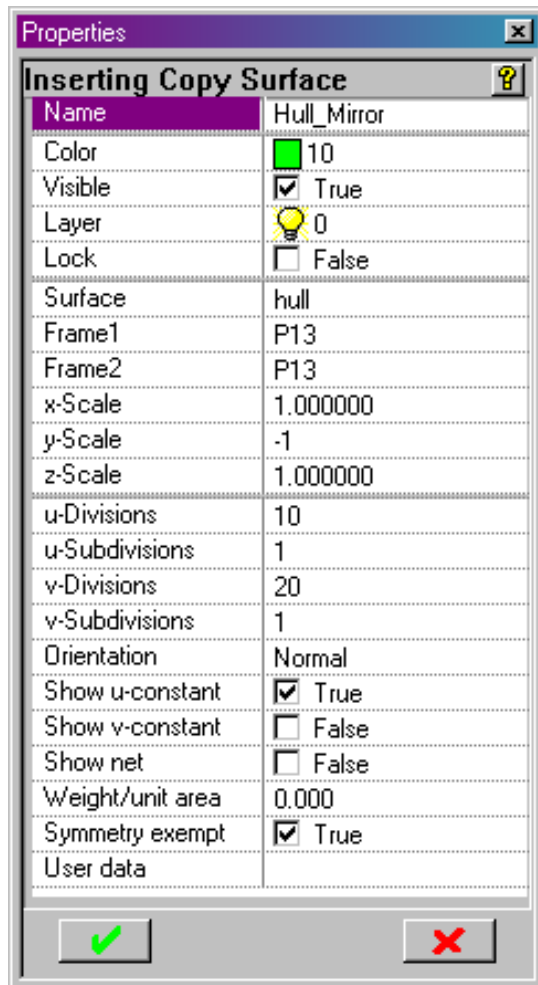 Properties
Inserting Copy Surface
Name Hull_Mirror
Color 10
Visible True
Layer 0
Lock False
Surface hull
Frame1 P13
Frame2 P13
x-Scale 1.000000
y-Scale -1
z-Scale 1.000000
u-Divisions 10
u-Subdivisions 1
v-Divisions 20
v-Subdivisions 1
Orientation Normal
Show u-constant True
Show v-constant False
Show net False
Weight/unit area 0.000
Symmetry exempt True
User data